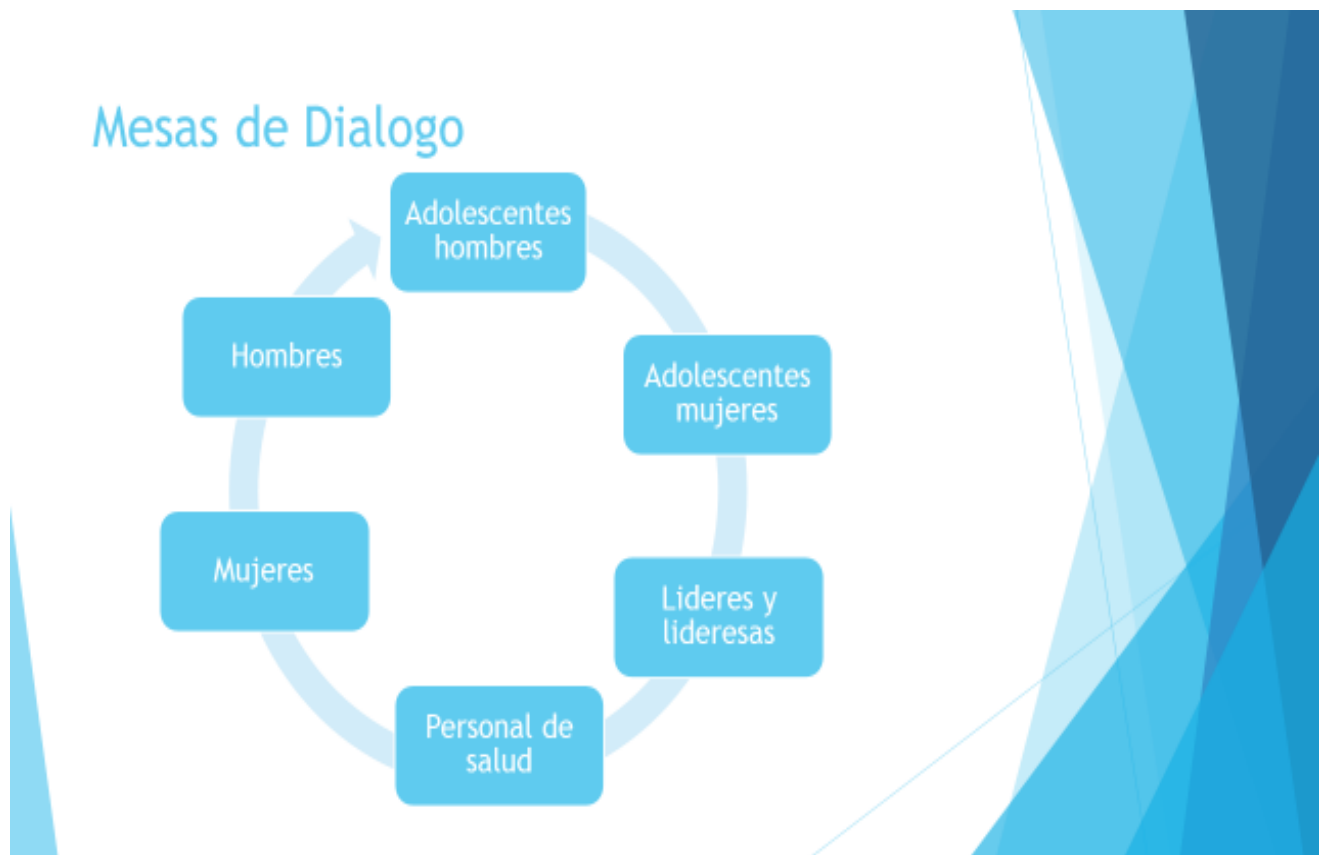 Mesas de Dialogo
Adolescentes
hombres
Adolescentes
mujeres
Lideres y
lideresas
Personal de
salud
Mujeres
Hombres